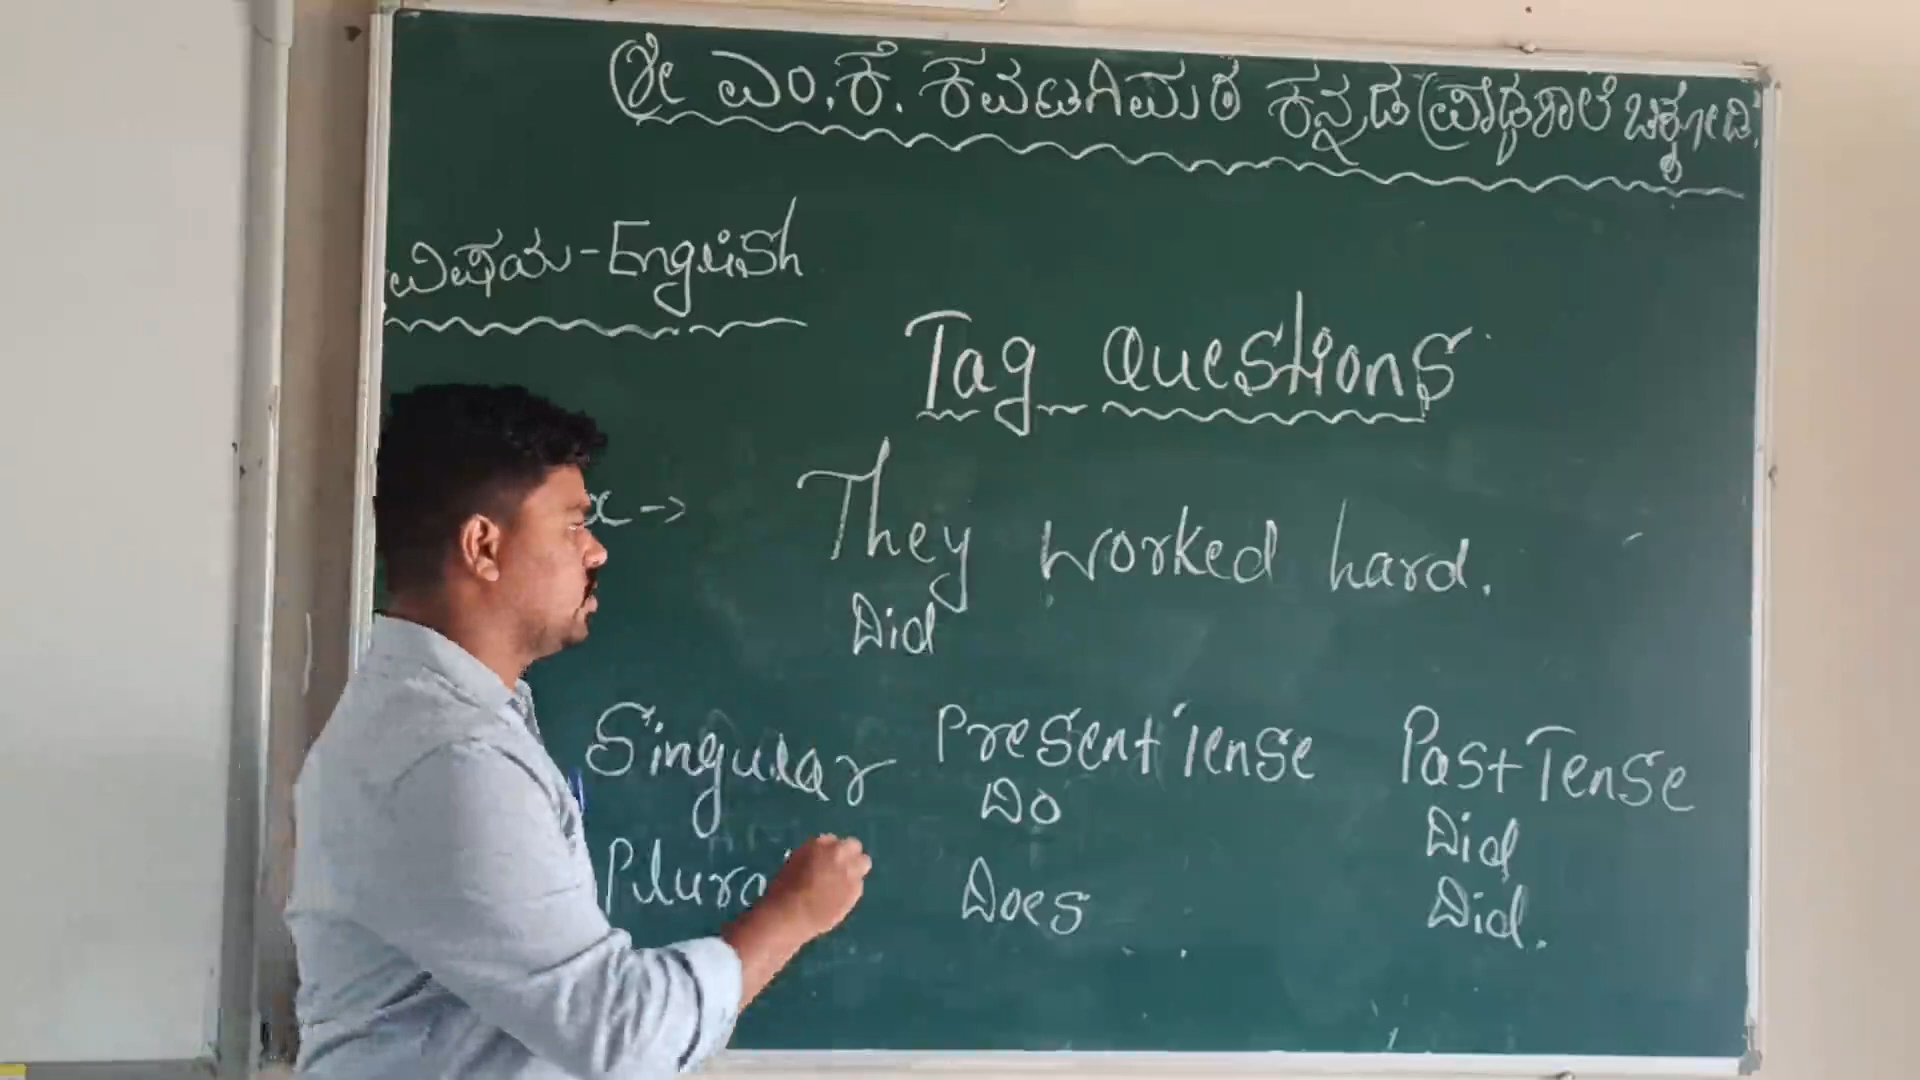 ಶ್ರೀ ಎಂ.ಕೆ. ಕವಟಗಿಮಠ ಕನ್ನಡ ಪ್ರೌಢಶಾಲೆ ಚಿಕ್ಕೋಡಿ.
ವಿಷಯ-English
Tag Questions
x ->
They worked hard.
Did
Singular Present Tense Past Tense
Do Did
Plural Does Did.